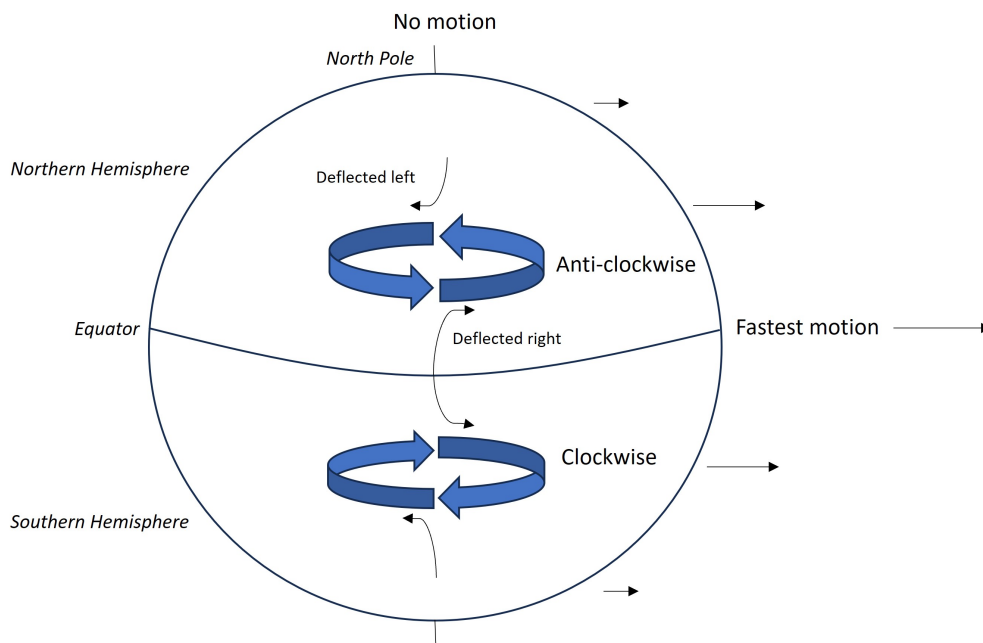 No motion
North Pole
Northern Hemisphere
Deflected left
Anti-clockwise
Equator
Deflected right
Fastest motion
Clockwise
Southern Hemisphere